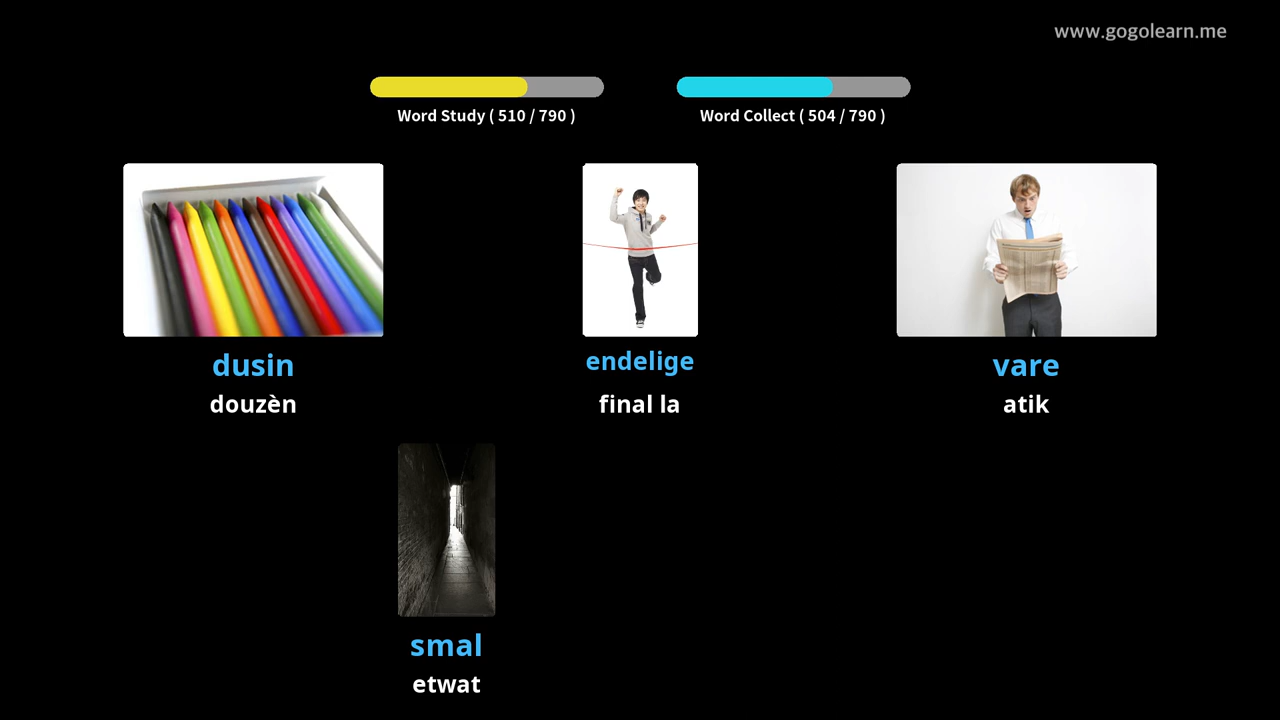 www.gogolearn.me
Word Study ( 510 / 790 )
Word Collect ( 504 / 790 )
dusin
douzèn
endelige
final la
vare
atik
smal
etwat